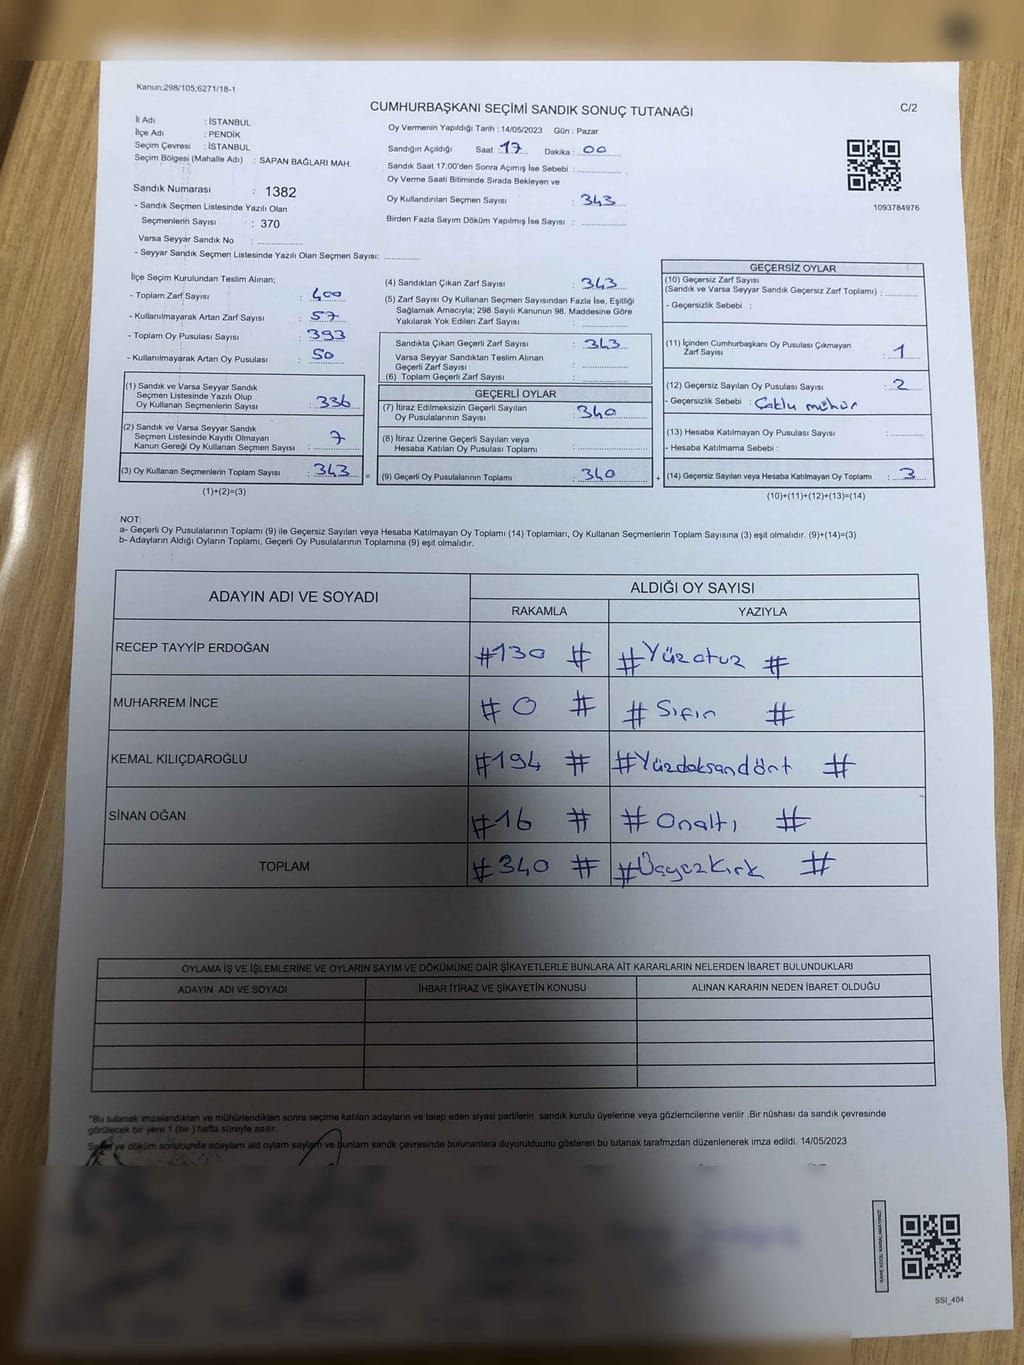 Kanun;298/105;6271/18-1
CUMHURBAŞKANI SEÇİMİ SANDIK SONUÇ TUTANAĞI
C/2
İl Adı : İSTANBUL
İlçe Adı : PENDİK
Seçim Çevresi : İSTANBUL
Seçim Bölgesi (Mahalle Adı) : SAPAN BAĞLARI MAH.
Sandık Numarası : 1382
- Sandık Seçmen Listesinde Yazılı Olan
Seçmenlerin Sayısı : 370
Varsa Seyyar Sandık No : ................
- Seyyar Sandık Seçmen Listesinde Yazılı Olan Seçmen Sayısı: .............
Oy Vermenin Yapıldığı Tarih : 14/05/2023 Gün : Pazar
Sandığın Açıldığı Saat : 17 Dakika : 00
Sandık Saat 17:00'den Sonra Açımış İse Sebebi : ................
Oy Verme Saati Bitiminde Sırada Bekleyen ve
Oy Kullandırılan Seçmen Sayısı : 343
Birden Fazla Sayım Döküm Yapılmış İse Sayısı : ................
1093784976
İlçe Seçim Kurulundan Teslim Alınan;
- Toplam Zarf Sayısı : 400
- Kullanılmayarak Artan Zarf Sayısı : 57
- Toplam Oy Pusulası Sayısı : 393
- Kullanılmayarak Artan Oy Pusulası : 50
(1) Sandık ve Varsa Seyyar Sandık
Seçmen Listesinde Yazılı Olup
Oy Kullanan Seçmenlerin Sayısı : 336
(2) Sandık ve Varsa Seyyar Sandık
Seçmen Listesinde Kayıtlı Olmayan
Kanun Gereği Oy Kullanan Seçmen Sayısı : 7
(3) Oy Kullanan Seçmenlerin Toplam Sayısı : 343 =
(1)+(2)=(3)
(4) Sandıktan Çıkan Zarf Sayısı : 343
(5) Zarf Sayısı Oy Kullanan Seçmen Sayısından Fazla İse, Eşitliği
Sağlamak Amacıyla; 298 Sayılı Kanunun 98. Maddesine Göre
Yakılarak Yok Edilen Zarf Sayısı : ................
Sandıkta Çıkan Geçerli Zarf Sayısı : 343
Varsa Seyyar Sandıktan Teslim Alınan
Geçerli Zarf Sayısı : ................
(6) Toplam Geçerli Zarf Sayısı : ................
GEÇERLİ OYLAR
(7) İtiraz Edilmeksizin Geçerli Sayılan
Oy Pusulalarının Sayısı : 340
(8) İtiraz Üzerine Geçerli Sayılan veya
Hesaba Katılan Oy Pusulası Toplamı : ................
(9) Geçerli Oy Pusulalarının Toplamı : 340 +
GEÇERSİZ OYLAR
(10) Geçersiz Zarf Sayısı
(Sandık ve Varsa Seyyar Sandık Geçersiz Zarf Toplamı) : ............
- Geçersizlik Sebebi :
(11) İçinden Cumhurbaşkanı Oy Pusulası Çıkmayan
Zarf Sayısı : 1
(12) Geçersiz Sayılan Oy Pusulası Sayısı : 2
- Geçersizlik Sebebi : Çoklu mühür
(13) Hesaba Katılmayan Oy Pusulası Sayısı : ............
- Hesaba Katılmama Sebebi :
(14) Geçersiz Sayılan veya Hesaba Katılmayan Oy Toplamı : 3
(10)+(11)+(12)+(13)=(14)
NOT:
a- Geçerli Oy Pusulalarının Toplamı (9) ile Geçersiz Sayılan veya Hesaba Katılmayan Oy Toplamı (14) Toplamları, Oy Kullanan Seçmenlerin Toplam Sayısına (3) eşit olmalıdır. (9)+(14)=(3)
b- Adayların Aldığı Oyların Toplamı, Geçerli Oy Pusulalarının Toplamına (9) eşit olmalıdır.
ADAYIN ADI VE SOYADI
ALDIĞI OY SAYISI
RAKAMLA YAZIYLA
RECEP TAYYİP ERDOĞAN #130 # #Yüzotuz #
MUHARREM İNCE # 0 # # Sıfır #
KEMAL KILIÇDAROĞLU #194 # #Yüzdoksandört #
SİNAN OĞAN #16 # # Onaltı #
TOPLAM #340 # #Üçyüzkırk #
OYLAMA İŞ VE İŞLEMLERİNE VE OYLARIN SAYIM VE DÖKÜMÜNE DAİR ŞİKAYETLERLE BUNLARA AİT KARARLARIN NELERDEN İBARET BULUNDUKLARI
ADAYIN ADI VE SOYADI İHBAR İTİRAZ VE ŞİKAYETİN KONUSU ALINAN KARARIN NEDEN İBARET OLDUĞU
*Bu tutanak imzalandıktan ve mühürlendikten sonra seçime katılan adayların ve talep eden siyasi partilerin sandık kurulu üyelerine veya gözlemcilerine verilir .Bir nüshası da sandık çevresinde
görülecek bir yere 1 (bir ) hafta süreyle asılır.
ve döküm sonucunda adayların ald oyların sayların ve bunların sandık çevresinde bulunanlara duyurulduunu gösteren bu tutanak tarafmzdan düzenlenerek imza edildi. 14/05/2023
KARE KODU KARALAMAYINIZ!
SSI_404